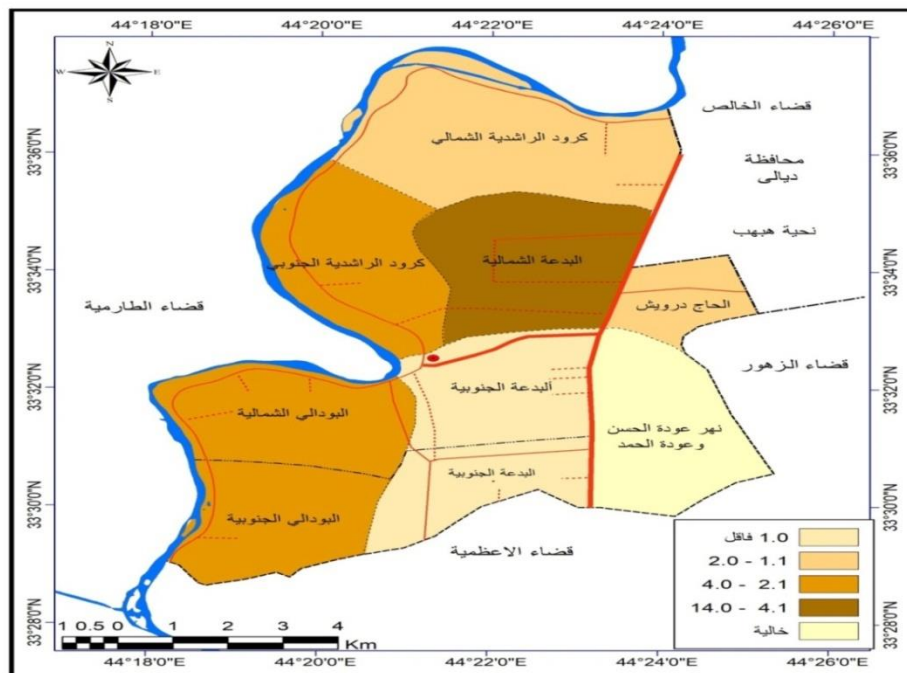 44°18'0"E 44°20'0"E 44°22'0"E 44°24'0"E 44°26'0"E
N
W E
S
قضاء الخالص
كرود الراشدية الشمالي
33°36'0"N
33°36'0"N
محافظة
ديالى
نحية هبهب
كرود الراشدية الجنوبي
البدعة الشمالية
33°34'0"N
33°34'0"N
الحاج درويش
قضاء الطارمية
قضاء الزهور
البدعة الجنوبية
33°32'0"N
33°32'0"N
البودالي الشمالية
نهر عودة الحسن
وعودة الحمد
البدعة الجنوبية
33°30'0"N
33°30'0"N
البودالي الجنوبية
قضاء الاعظمية
1.0 فاقل
2.0 - 1.1
4.0 - 2.1
14.0 - 4.1
خالية
33°28'0"N
33°28'0"N
1 0.5 0 1 2 3 4
Km
44°18'0"E 44°20'0"E 44°22'0"E 44°24'0"E 44°26'0"E